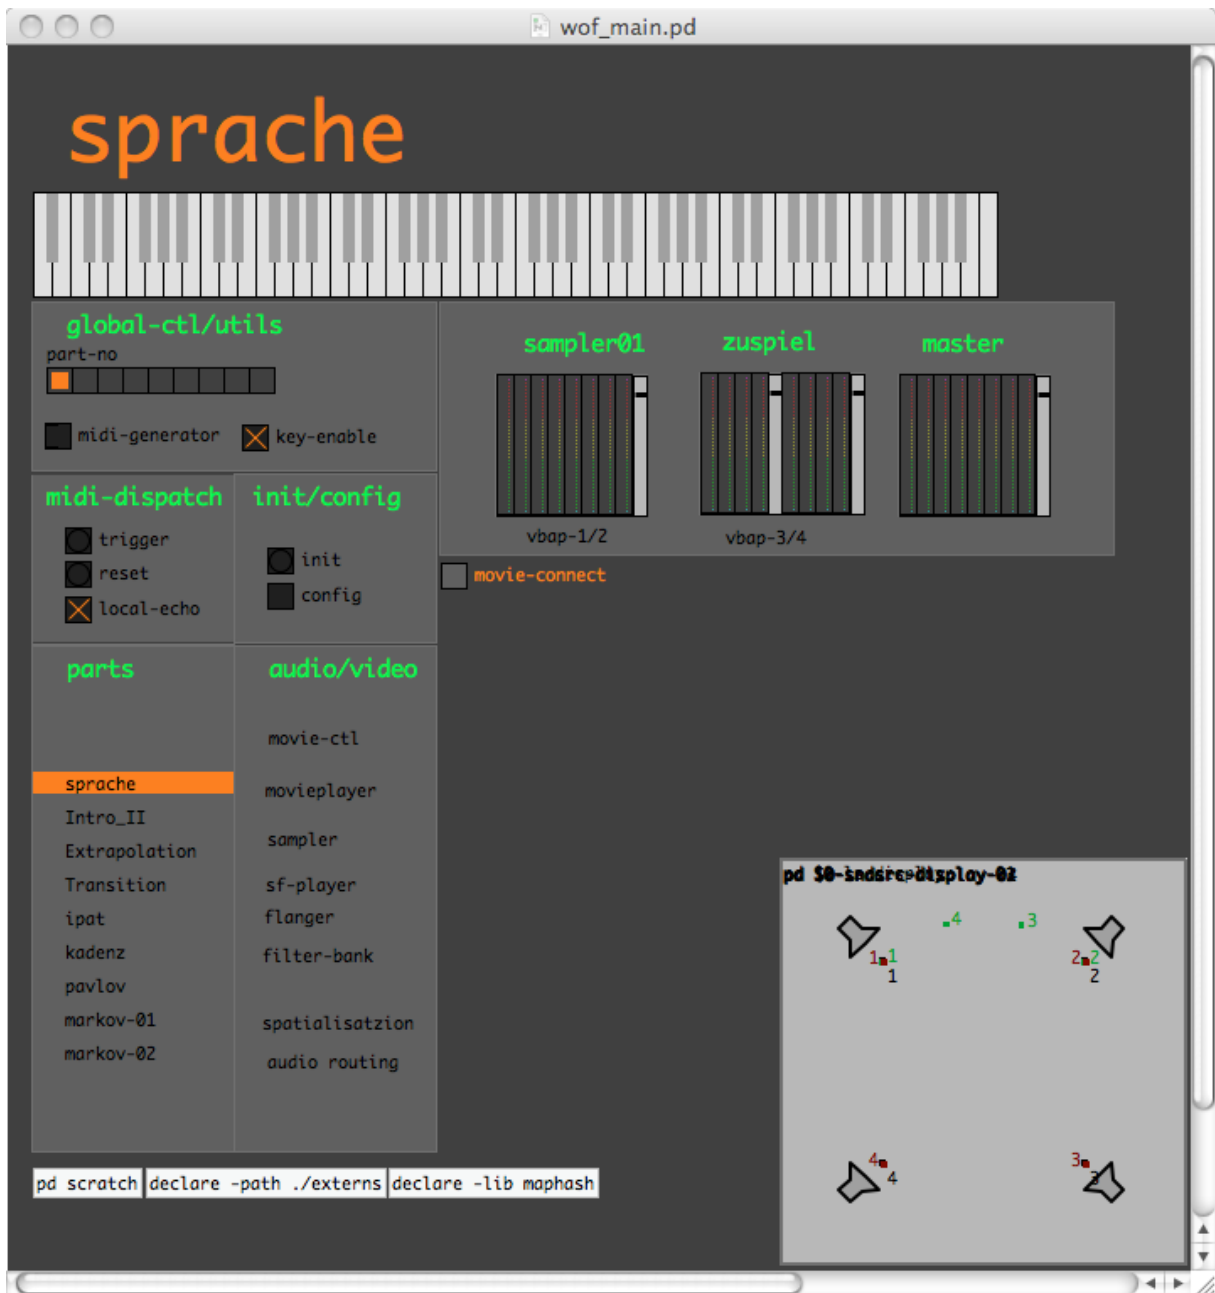 wof_main.pd
sprache
global-ctl/utils
part-no
midi-generator
key-enable
sampler01
zuspiel
master
vbap-1/2
vbap-3/4
movie-connect
midi-dispatch
trigger
reset
local-echo
init/config
init
config
parts
sprache
Intro_II
Extrapolation
Transition
ipat
kadenz
pavlov
markov-01
markov-02
audio/video
movie-ctl
movieplayer
sampler
sf-player
flanger
filter-bank
spatialisatzion
audio routing
pd
4
3
1
1
1
2
2
2
4
4
3
3
pd scratch
declare -path ./externs
declare -lib maphash